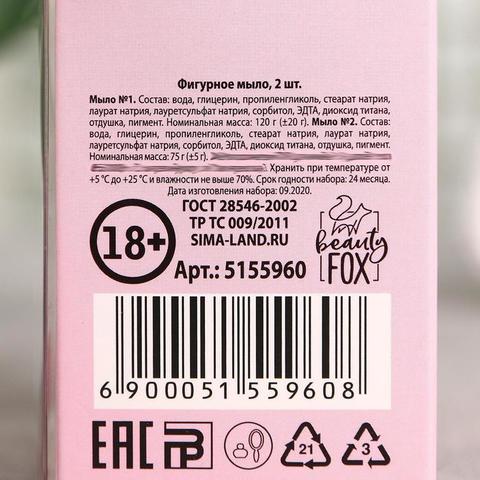 Фигурное мыло, 2 шт.
Мыло №1. Состав: вода, глицерин, пропиленгликоль, стеарат натрия,
лаурат натрия, лауретсульфат натрия, сорбитол, ЭДТА, диоксид титана,
отдушка, пигмент. Номинальная масса: 120 г (±20 г). Мыло №2. Состав:
вода, глицерин, пропиленгликоль, стеарат натрия, лаурат натрия,
лауретсульфат натрия, сорбитол, ЭДТА, диоксид титана, отдушка, пигмент.
Номинальная масса: 75 г (±5 г).
Хранить при температуре от
+5 °C до +25 °C и влажности не выше 70%. Срок годности набора: 24 месяца.
Дата изготовления набора: 09.2020.
18+
ГОСТ 28546-2002
ТР ТС 009/2011
SIMA-LAND.RU
Арт.: 5155960
beauty
FOX
6 900051 559608
EAC
21
3